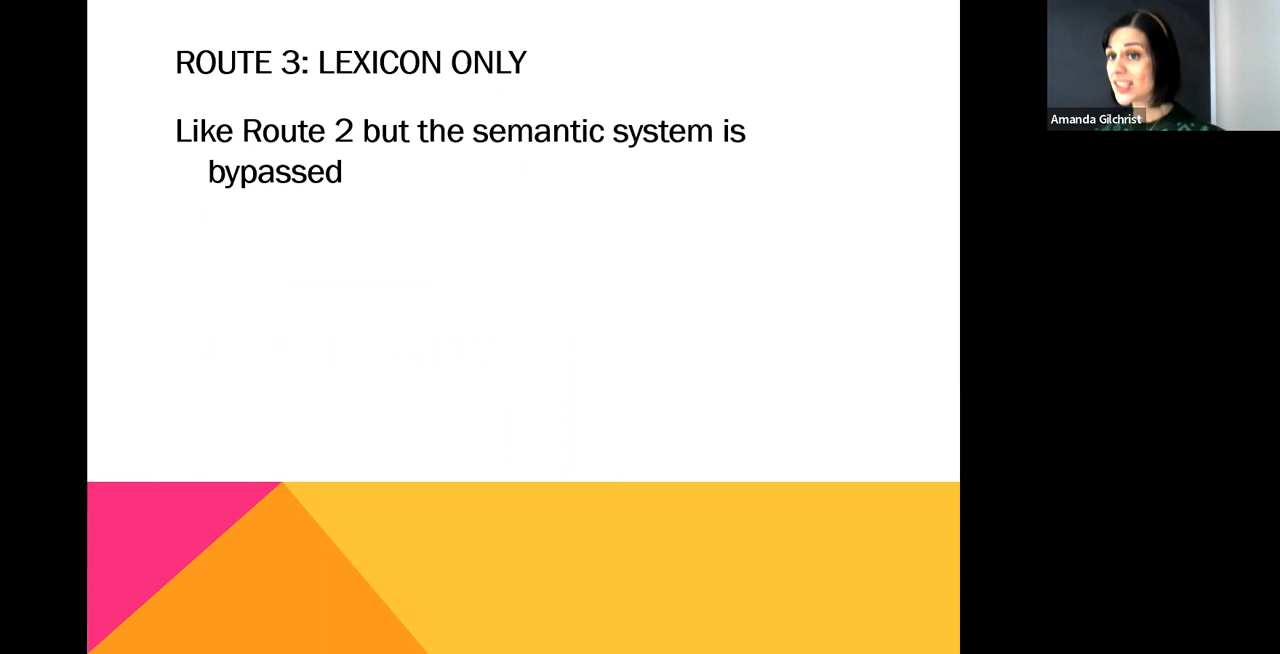 ROUTE 3: LEXICON ONLY
Like Route 2 but the semantic system is
bypassed
Amanda Gilchrist